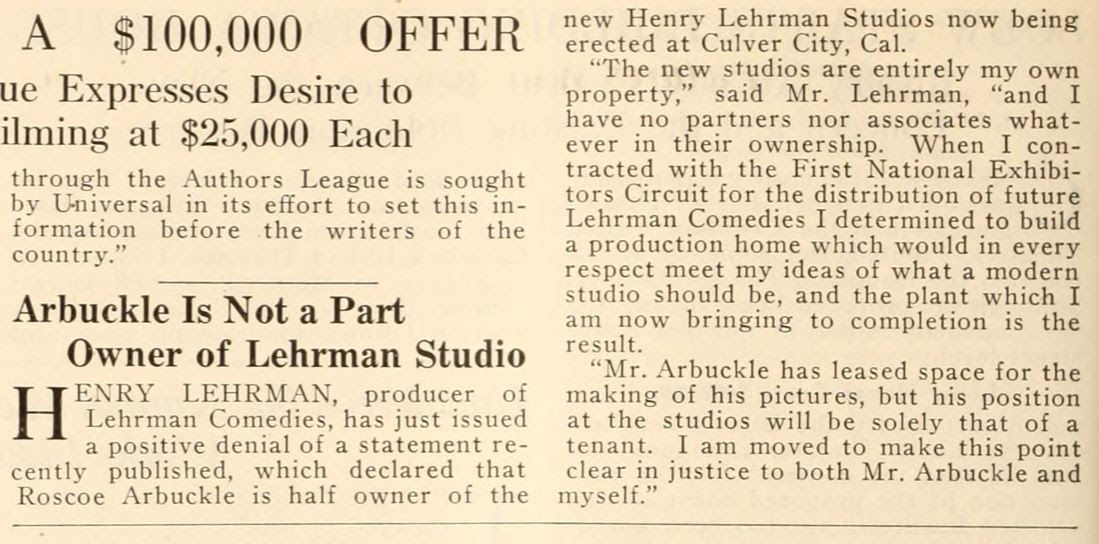 A $100,000 OFFER
ue Expresses Desire to
ilming at $25,000 Each
through the Authors League is sought
by Universal in its effort to set this in-
formation before the writers of the
country.”
Arbuckle Is Not a Part
Owner of Lehrman Studio
HENRY LEHRMAN, producer of
Lehrman Comedies, has just issued
a positive denial of a statement re-
cently published, which declared that
Roscoe Arbuckle is half owner of the
new Henry Lehrman Studios now being
erected at Culver City, Cal.
“The new studios are entirely my own
property,” said Mr. Lehrman, “and I
have no partners nor associates what-
ever in their ownership. When I con-
tracted with the First National Exhibi-
tors Circuit for the distribution of future
Lehrman Comedies I determined to build
a production home which would in every
respect meet my ideas of what a modern
studio should be, and the plant which I
am now bringing to completion is the
result.
“Mr. Arbuckle has leased space for the
making of his pictures, but his position
at the studios will be solely that of a
tenant. I am moved to make this point
clear in justice to both Mr. Arbuckle and
myself.”